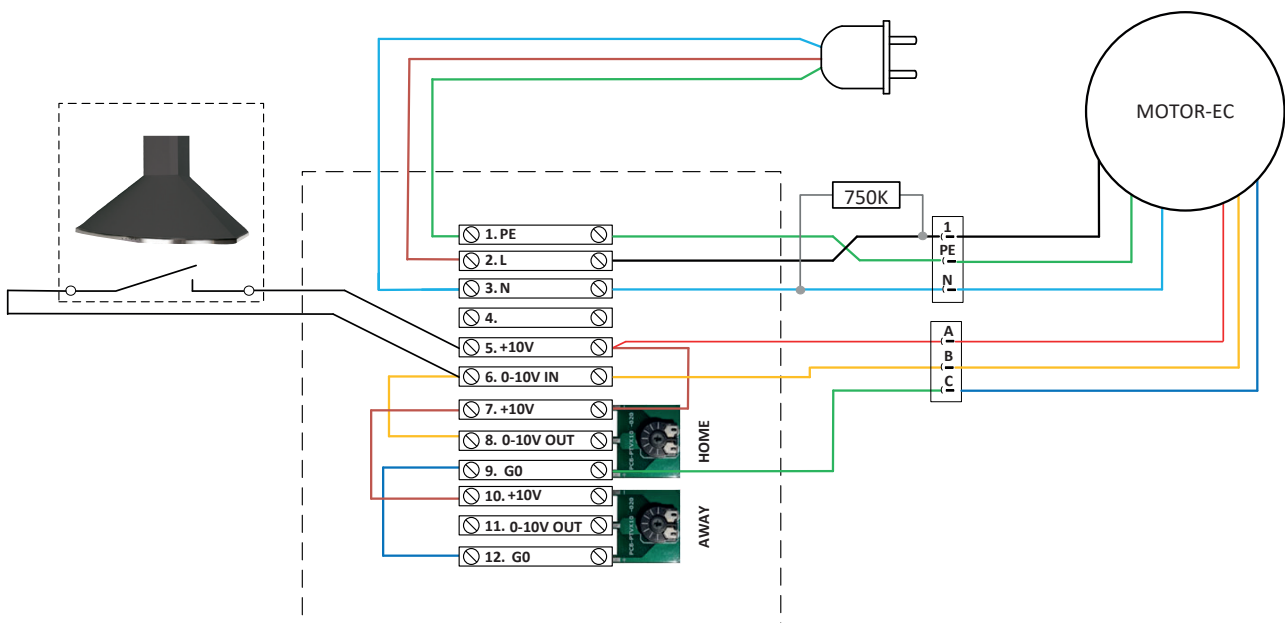 MOTOR-EC
750K
1
PE
N
1. PE
2. L
3. N
4.
5. +10V
6. 0-10V IN
7. +10V
8. 0-10V OUT
9. G0
10. +10V
11. 0-10V OUT
12. G0
A
B
C
HOME
AWAY